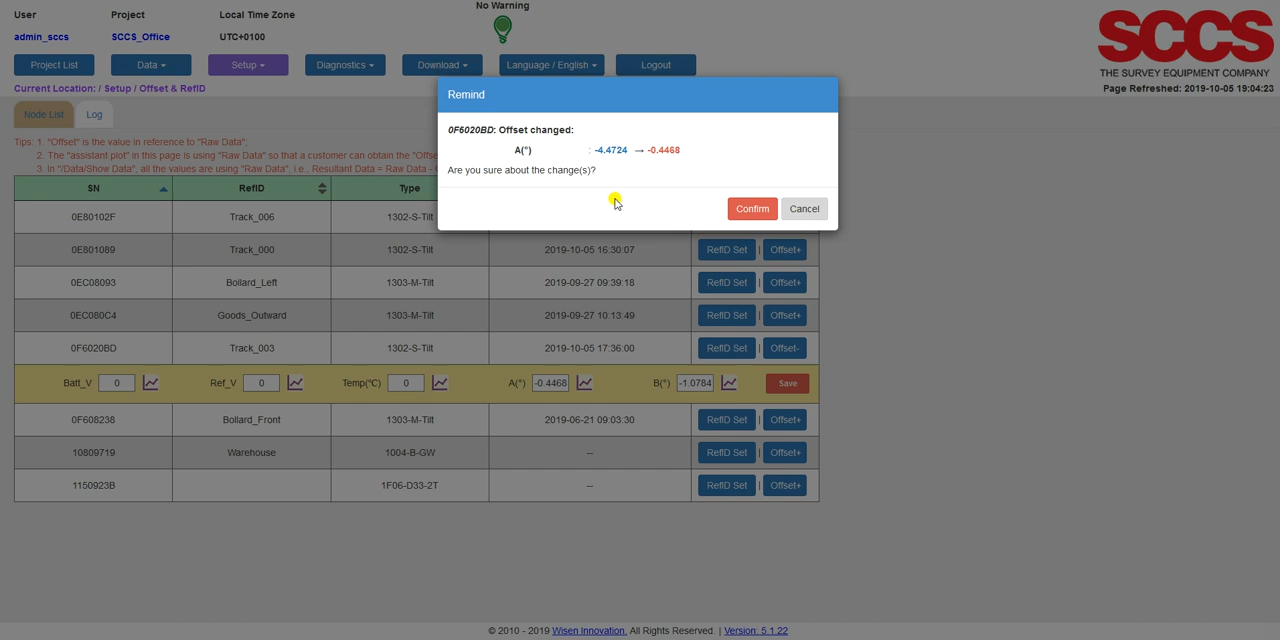 User Project Local Time Zone No Warning
admin_sccs SCCS_Office UTC+0100
SCCS
THE SURVEY EQUIPMENT COMPANY
Project List Data Setup Diagnostics Download Language / English Logout
Current Location: / Setup / Offset & RefID Page Refreshed: 2019-10-05 19:04:23
Remind
Node List Log
0F6020BD: Offset changed:
Tips: 1. "Offset" is the value in reference to "Raw Data";
A(°) : -4.4724 → -0.4468
2. The "assistant plot" in this page is using "Raw Data" so that a customer can obtain the "Offse
3. In "/Data/Show Data", all the values are using "Raw Data", i.e., Resultant Data = Raw Data -
Are you sure about the change(s)?
SN RefID Type
Confirm Cancel
0E80102F Track_006 1302-S-Tilt
0E801089 Track_000 1302-S-Tilt 2019-10-05 16:30:07 RefID Set | Offset+
0EC08093 Bollard_Left 1303-M-Tilt 2019-09-27 09:39:18 RefID Set | Offset+
0EC080C4 Goods_Outward 1303-M-Tilt 2019-09-27 10:13:49 RefID Set | Offset+
0F6020BD Track_003 1302-S-Tilt 2019-10-05 17:36:00 RefID Set | Offset-
Batt_V 0 Ref_V 0 Temp(°C) 0 A(°) -0.4468 B(°) -1.0784 Save
0F608238 Bollard_Front 1303-M-Tilt 2019-06-21 09:03:30 RefID Set | Offset+
10809719 Warehouse 1004-B-GW -- RefID Set | Offset+
1150923B 1F06-D33-2T -- RefID Set | Offset+
© 2010 - 2019 Wisen Innovation. All Rights Reserved. | Version: 5.1.22